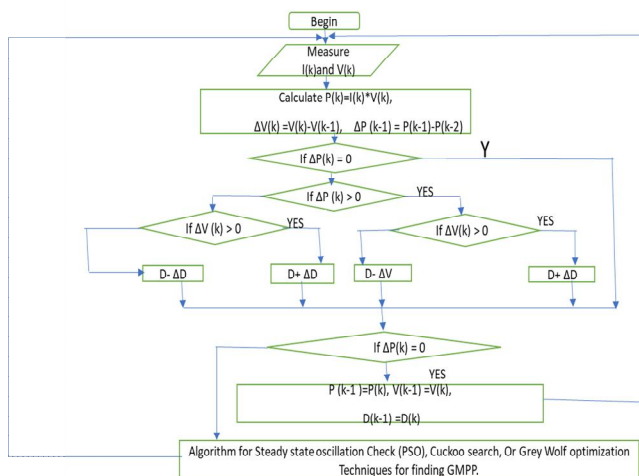 Begin
Measure
I(k)and V(k)
Calculate P(k)=I(k)*V(k),
ΔV(k) =V(k)-V(k-1), ΔP (k-1) = P(k-1)-P(k-2)
If ΔP(k) = 0
Y
If ΔP (k) > 0
YES
If ΔV (k) > 0
YES
If ΔV(k) > 0
YES
D- ΔD
D+ ΔD
D- ΔV
D+ ΔD
If ΔP(k) = 0
YES
P (k-1 )=P(k), V(k-1) =V(k),
D(k-1) =D(k)
Algorithm for Steady state oscillation Check (PSO), Cuckoo search, Or Grey Wolf optimization
Techniques for finding GMPP.